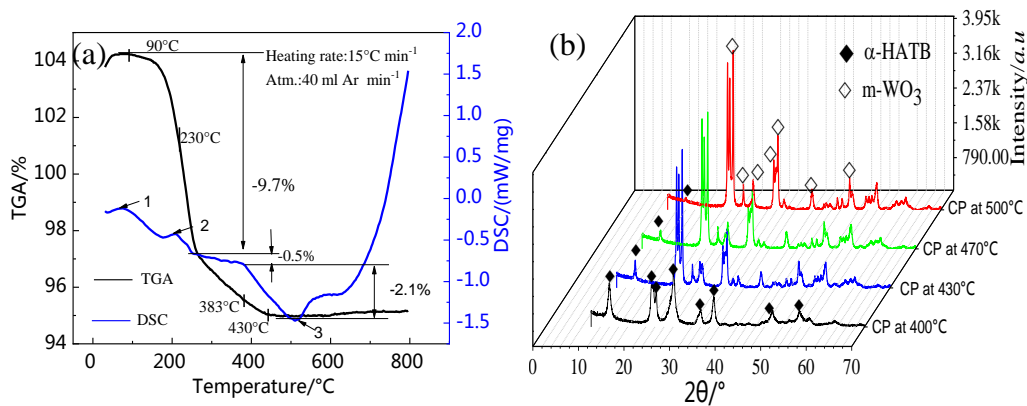 (a)
90°C
Heating rate:15°C min-1
Atm.:40 ml Ar min-1
230°C
-9.7%
1
2
-0.5%
-2.1%
383°C
430°C
3
TGA
DSC
TGA/%
104
102
100
98
96
94
DSC/(mW/mg)
2.0
1.5
1.0
0.5
0.0
-0.5
-1.0
-1.5
0
200
400
600
800
Temperature/°C
(b)
α-HATB
m-WO3
3.95k
3.16k
2.37k
1.58k
790.00
Intensity/a.u
CP at 500°C
CP at 470°C
CP at 430°C
CP at 400°C
0
10
20
30
40
50
60
70
2θ/°